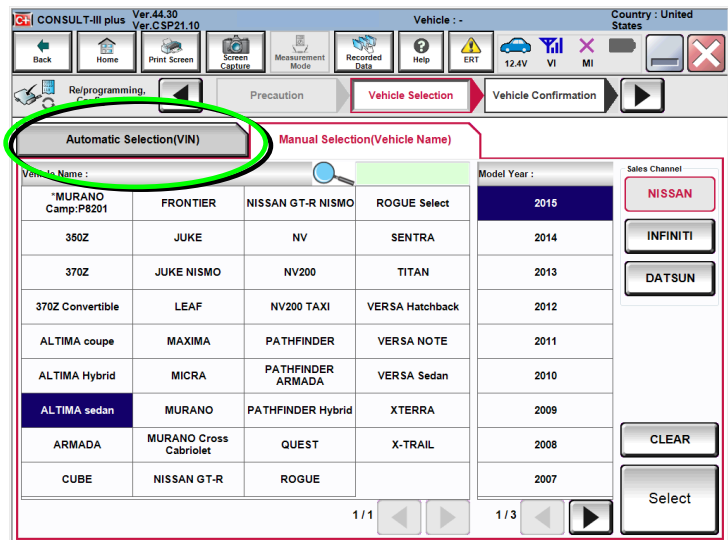 C+ CONSULT-III plus
Ver.44.30
Ver.CSP21.10
Vehicle : -
Country : United
States
Back
Home
Print Screen
Screen
Capture
Measurement
Mode
Recorded
Data
Help
ERT
12.4V
VI
MI
Re/programming,
Precaution
Vehicle Selection
Vehicle Confirmation
Automatic Selection(VIN)
Manual Selection(Vehicle Name)
Vehicle Name :
Model Year :
Sales Channel
*MURANO
Camp:P8201
FRONTIER
NISSAN GT-R NISMO
ROGUE Select
2015
NISSAN
350Z
JUKE
NV
SENTRA
2014
INFINITI
370Z
JUKE NISMO
NV200
TITAN
2013
DATSUN
370Z Convertible
LEAF
NV200 TAXI
VERSA Hatchback
2012
ALTIMA coupe
MAXIMA
PATHFINDER
VERSA NOTE
2011
ALTIMA Hybrid
MICRA
PATHFINDER
ARMADA
VERSA Sedan
2010
ALTIMA sedan
MURANO
PATHFINDER Hybrid
XTERRA
2009
ARMADA
MURANO Cross
Cabriolet
QUEST
X-TRAIL
2008
CLEAR
CUBE
NISSAN GT-R
ROGUE
2007
Select
1/1
1/3